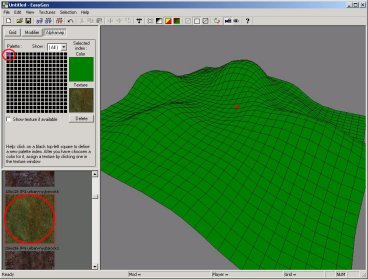 Untitled - EasyGen
File Edit View Textures Selection Help
Grid Modifier Alphamap
Palette: Show: (All) Selected index:
Color
Texture
Show texture if available Delete
Help: click on a black top-left square to define
a new palette index. After you have choosen a
color for it, assign a texture by clicking one in
the texture window
Ready Mod = Player = Grid = NUM